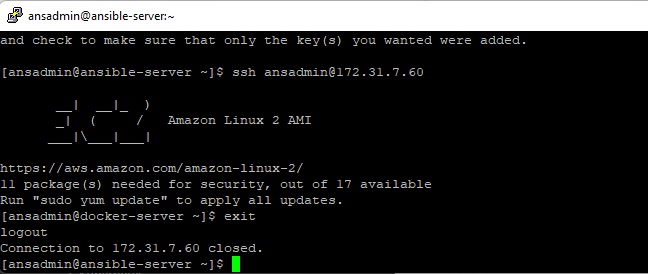 ansadmin@ansible-server:~
and check to make sure that only the key(s) you wanted were added.
[ansadmin@ansible-server ~]$ ssh ansadmin@172.31.7.60
__|  __|_  )
_|  (     /   Amazon Linux 2 AMI
___|\___|___|
https://aws.amazon.com/amazon-linux-2/
11 package(s) needed for security, out of 17 available
Run "sudo yum update" to apply all updates.
[ansadmin@docker-server ~]$ exit
logout
Connection to 172.31.7.60 closed.
[ansadmin@ansible-server ~]$